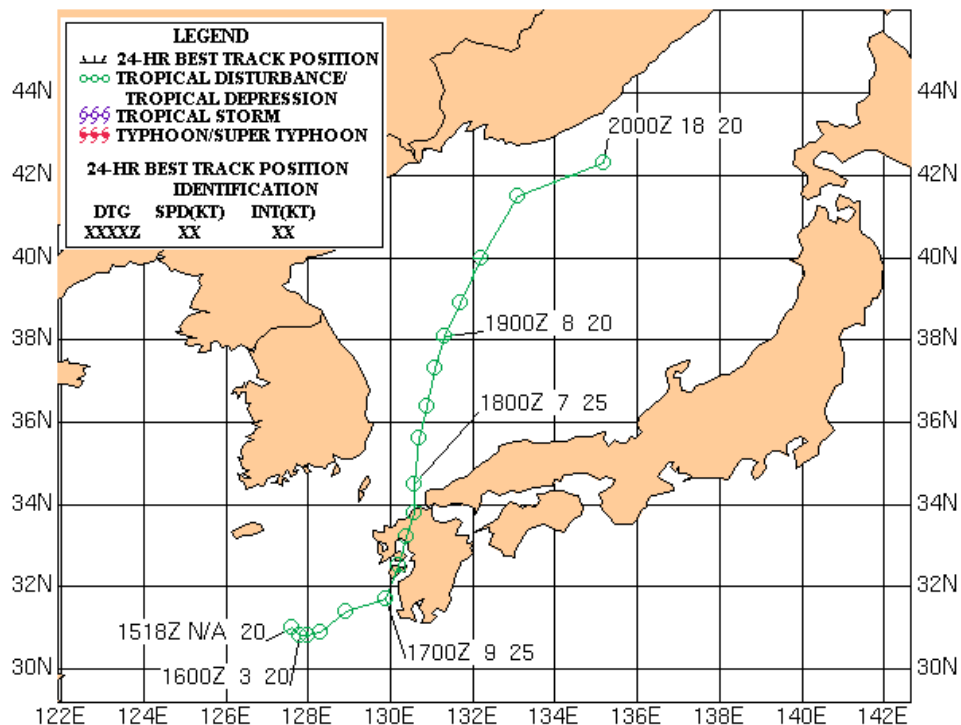 LEGEND
24-HR BEST TRACK POSITION
TROPICAL DISTURBANCE/
TROPICAL DEPRESSION
TROPICAL STORM
TYPHOON/SUPER TYPHOON
24-HR BEST TRACK POSITION
IDENTIFICATION
DTG SPD(KT) INT(KT)
XXXXZ XX XX
44N 44N
2000Z 18 20
42N 42N
40N 40N
1900Z 8 20
38N 38N
1800Z 7 25
36N 36N
34N 34N
32N 32N
1518Z N/A 20
1700Z 9 25
30N 30N
1600Z 3 20
122E 124E 126E 128E 130E 132E 134E 136E 138E 140E 142E